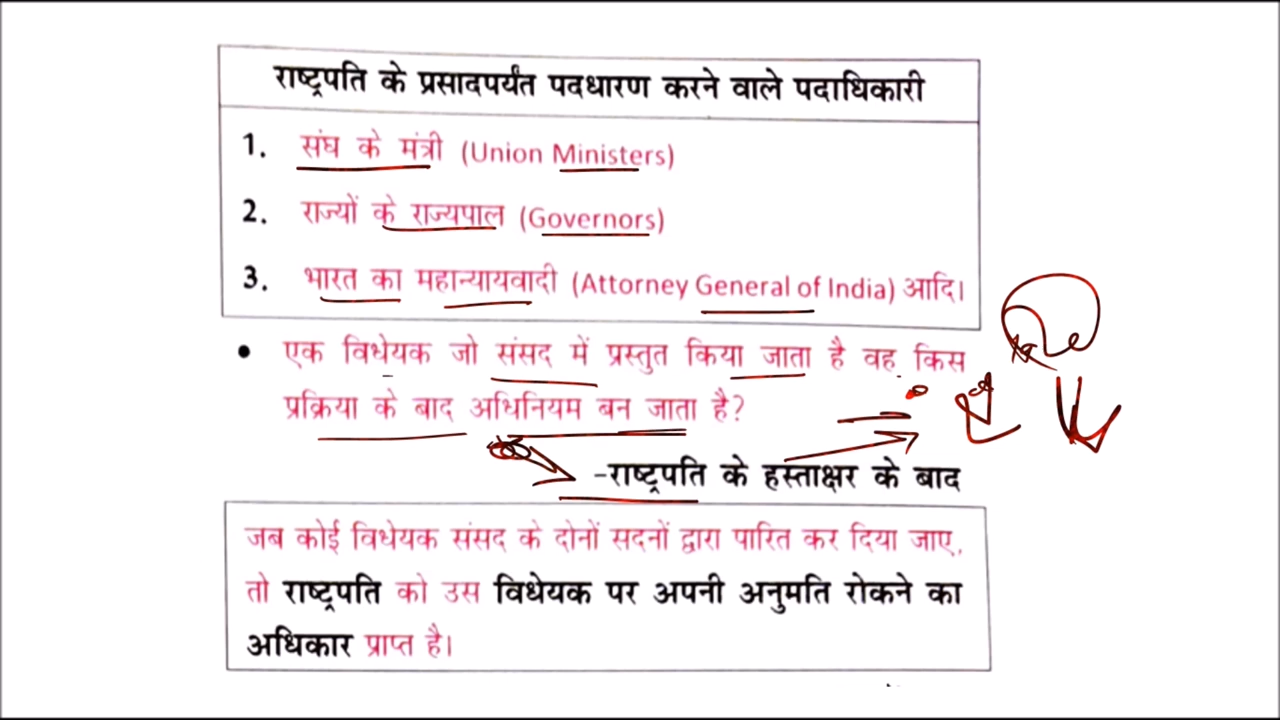 राष्ट्रपति के प्रसादपर्यंत पदधारण करने वाले पदाधिकारी
1. संघ के मंत्री (Union Ministers)
2. राज्यों के राज्यपाल (Governors)
3. भारत का महान्यायवादी (Attorney General of India) आदि।
• एक विधेयक जो संसद में प्रस्तुत किया जाता है वह किस
प्रक्रिया के बाद अधिनियम बन जाता है?
-राष्ट्रपति के हस्ताक्षर के बाद
जब कोई विधेयक संसद के दोनों सदनों द्वारा पारित कर दिया जाए,
तो राष्ट्रपति को उस विधेयक पर अपनी अनुमति रोकने का
अधिकार प्राप्त है।